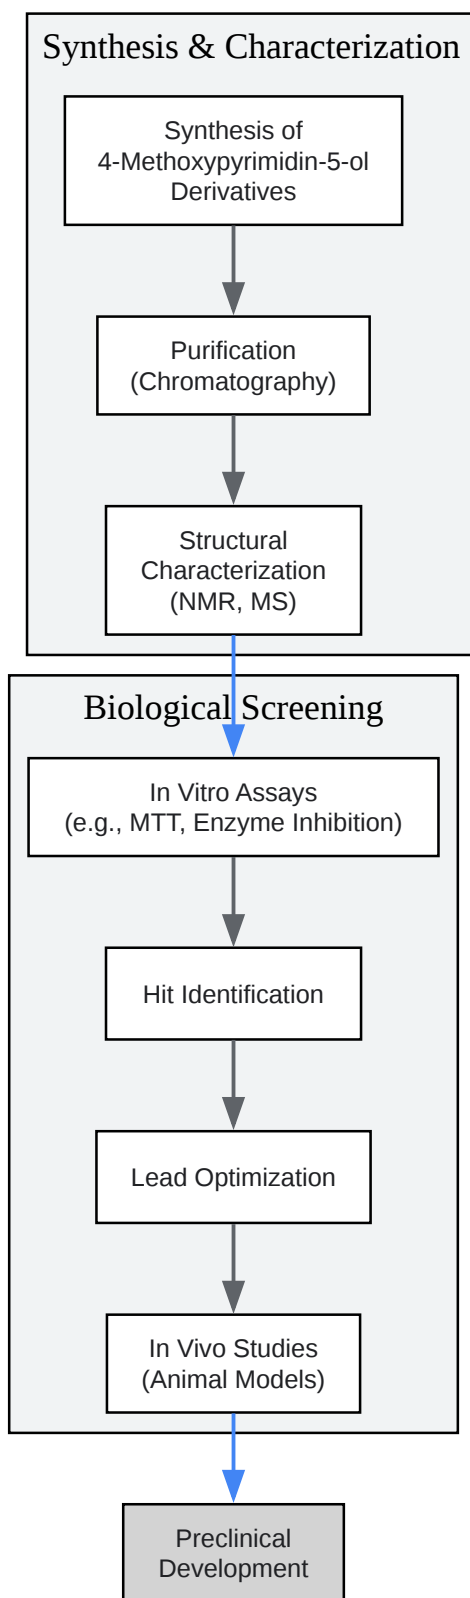 Synthesis & Characterization
Synthesis of
4-Methoxypyrimidin-5-ol
Derivatives
Purification
(Chromatography)
Structural
Characterization
(NMR, MS)
Biological Screening
In Vitro Assays
(e.g., MTT, Enzyme Inhibition)
Hit Identification
Lead Optimization
In Vivo Studies
(Animal Models)
Preclinical
Development